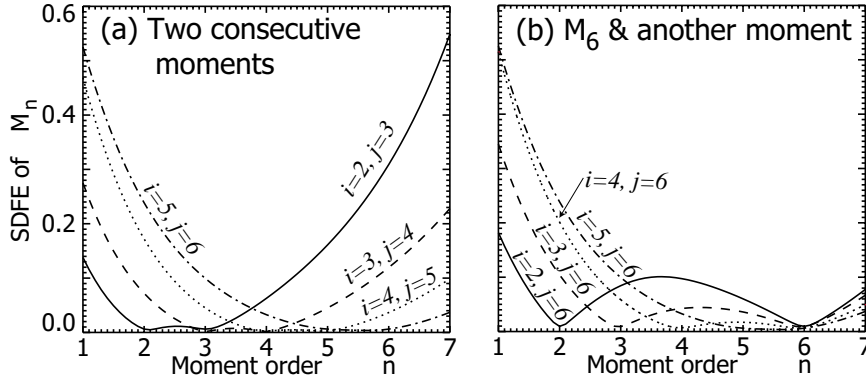 (a) Two consecutive
moments
SDFE of M_n
0.6
0.4
0.2
0.0
i=2, j=3
i=5, j=6
i=3, j=4
i=4, j=5
1 2 3 4 5 6 7
Moment order n
(b) M_6 & another moment
i=4, j=6
i=5, j=6
i=3, j=6
i=2, j=6
1 2 3 4 5 6 7
Moment order n